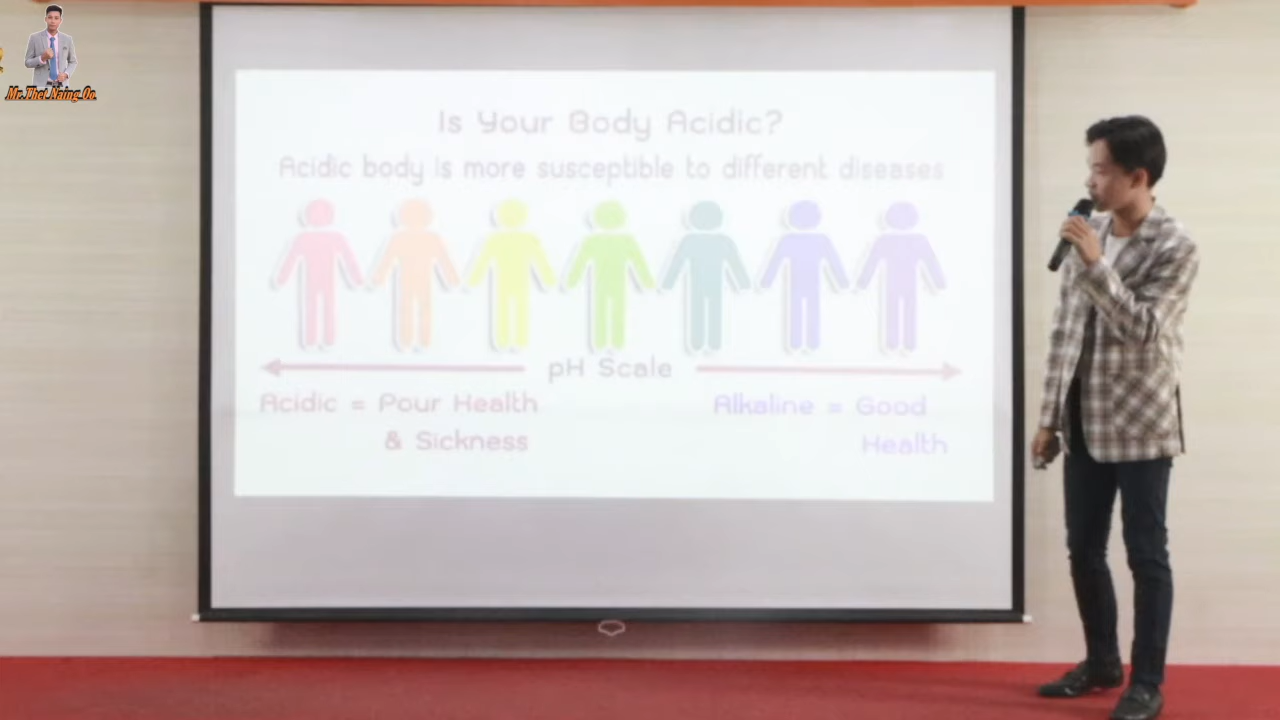 Mr.Thet Naing Oo
Is Your Body Acidic?
Acidic body is more susceptible to different diseases
pH Scale
Acidic = Pour Health
& Sickness
Alkaline = Good
Health